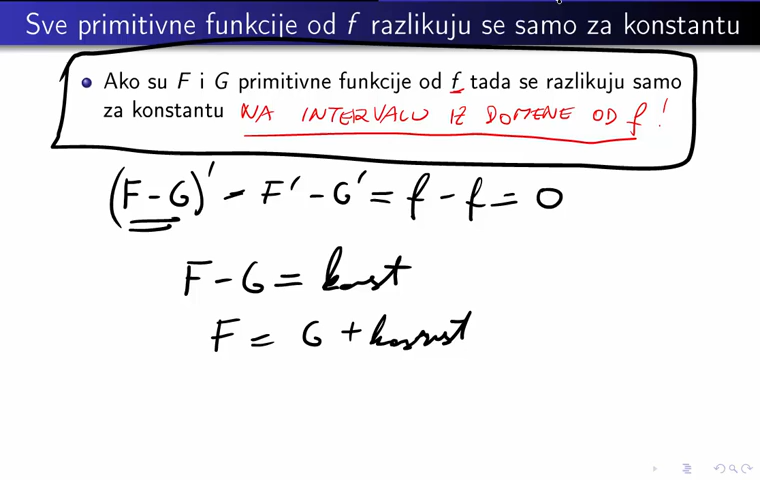 Sve primitivne funkcije od f razlikuju se samo za konstantu
Ako su F i G primitivne funkcije od f tada se razlikuju samo
za konstantu NA INTERVALU IZ DOMENE OD f!
(F-G)' = F' - G' = f - f = 0
F - G = konst
F = G + konst